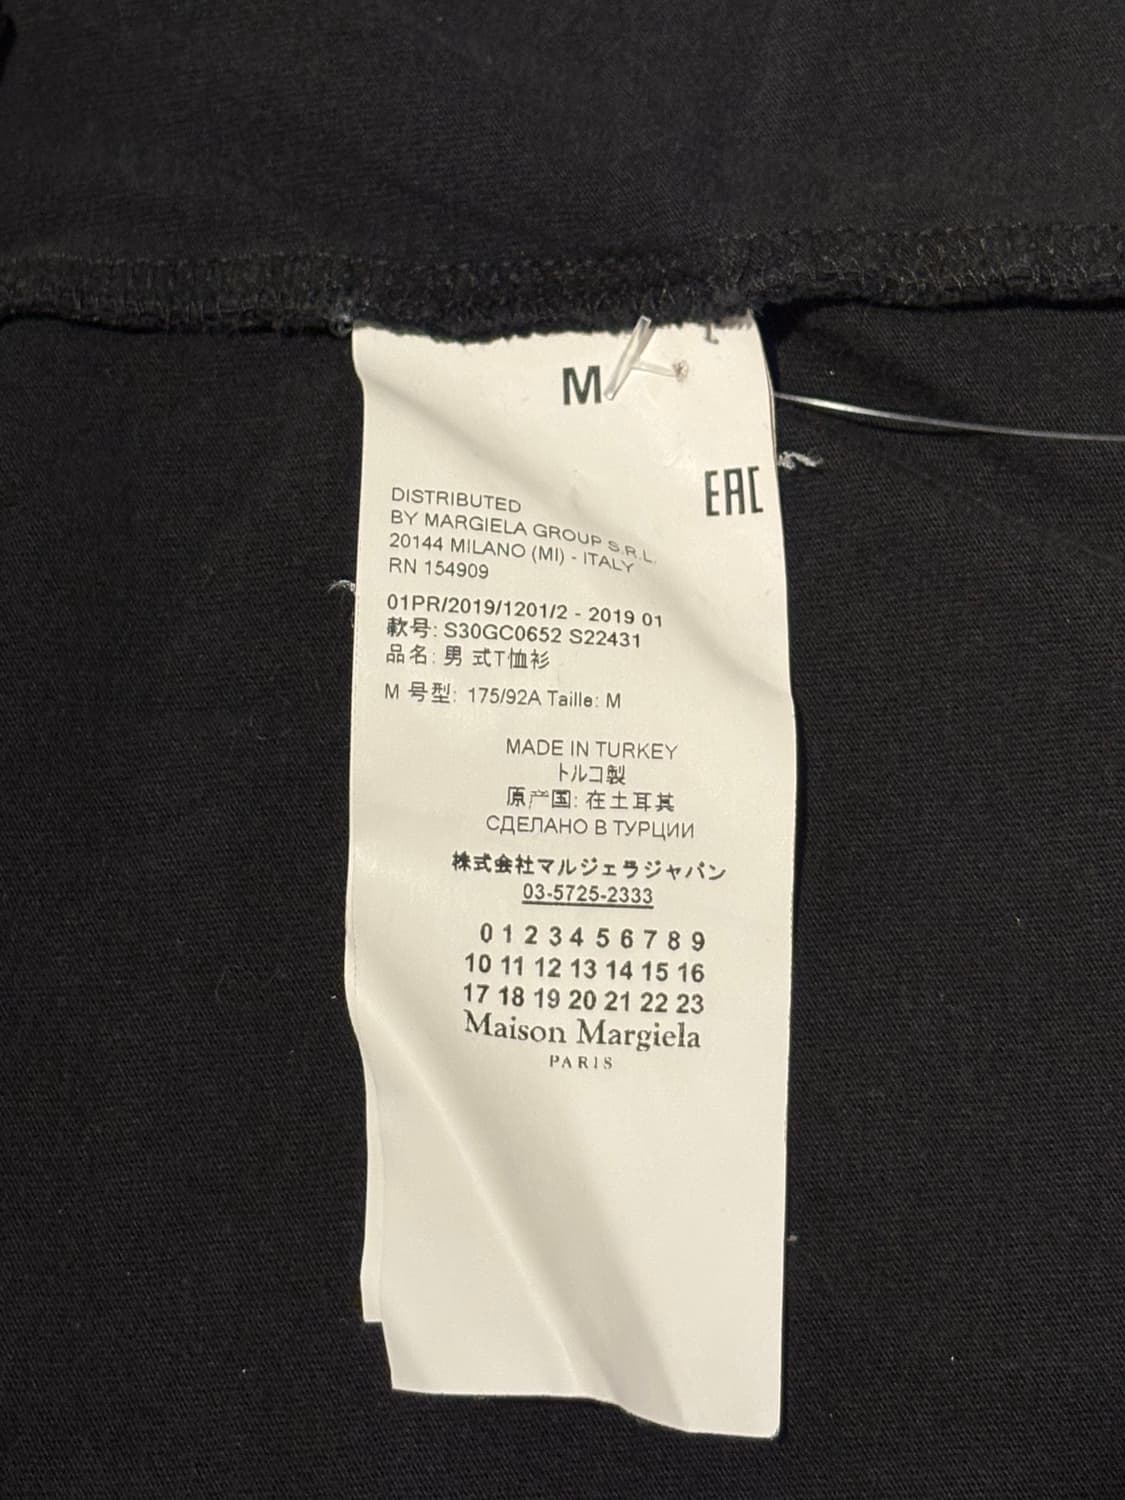 M
EAC
DISTRIBUTED
BY MARGIELA GROUP S.R.L.
20144 MILANO (MI) - ITALY
RN 154909
01PR/2019/1201/2 - 2019 01
款号: S30GC0652 S22431
品名: 男 式T恤衫
M 号型: 175/92A Taille: M
MADE IN TURKEY
トルコ製
原产国: 在土耳其
СДЕЛАНО В ТУРЦИИ
株式会社マルジェラジャパン
03-5725-2333
0 1 2 3 4 5 6 7 8 9
10 11 12 13 14 15 16
17 18 19 20 21 22 23
Maison Margiela
PARIS